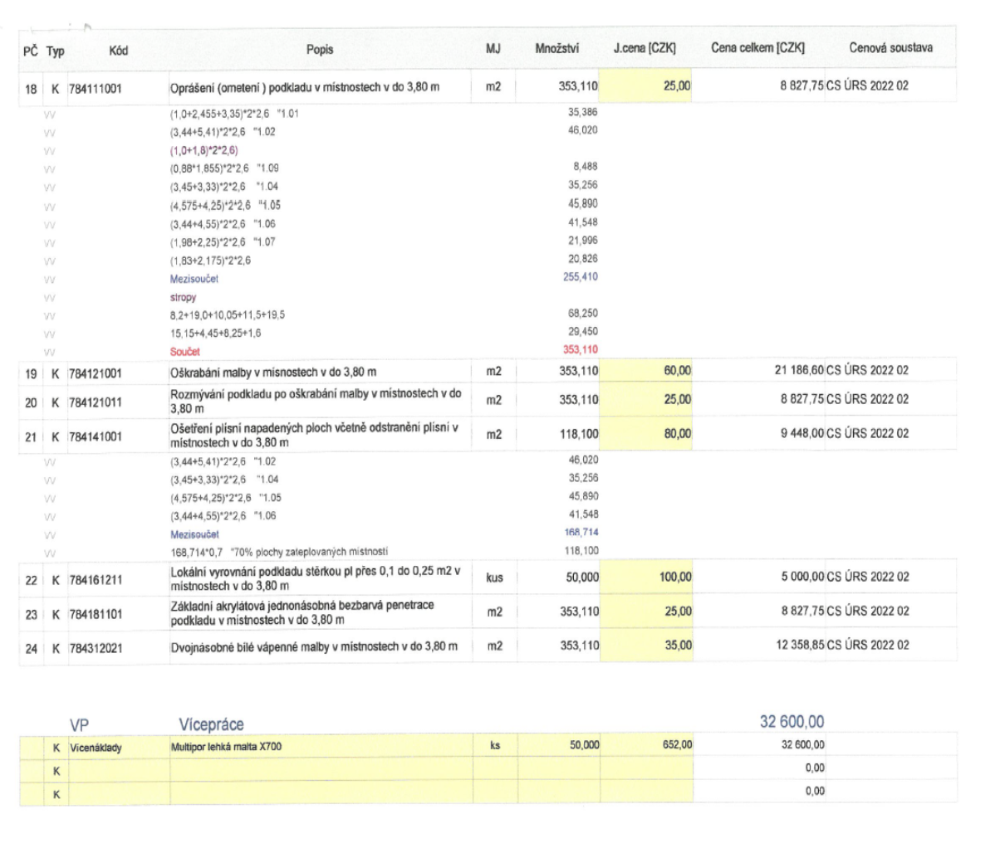 PČ Typ Kód Popis MJ Množství J.cena [CZK] Cena celkem [CZK] Cenová soustava
18 K 784111001 Oprášení (ometení ) podkladu v místnostech v do 3,80 m m2 353,110 25,00 8 827,75 CS ÚRS 2022 02
VV (1,0+2,455+3,35)*2*2,6 "1.01 35,386
VV (3,44+5,41)*2*2,6 "1.02 46,020
VV (1,0+1,8)*2*2,6)
VV (0,88*1,855)*2*2,6 "1.09 8,488
VV (3,45+3,33)*2*2,6 "1.04 35,256
VV (4,575+4,25)*2*2,6 "1.05 45,890
VV (3,44+4,55)*2*2,6 "1.06 41,548
VV (1,98+2,25)*2*2,6 "1.07 21,996
VV (1,83+2,175)*2*2,6 20,826
VV Mezisoučet 255,410
VV stropy
VV 8,2+19,0+10,05+11,5+19,5 68,250
VV 15,15+4,45+8,25+1,6 29,450
VV Součet 353,110
19 K 784121001 Oškrabání malby v mísnostech v do 3,80 m m2 353,110 60,00 21 186,60 CS ÚRS 2022 02
20 K 784121011 Rozmývání podkladu po oškrabání malby v místnostech v do 3,80 m m2 353,110 25,00 8 827,75 CS ÚRS 2022 02
21 K 784141001 Ošetření plísní napadených ploch včetně odstranění plísní v místnostech v do 3,80 m m2 118,100 80,00 9 448,00 CS ÚRS 2022 02
VV (3,44+5,41)*2*2,6 "1.02 46,020
VV (3,45+3,33)*2*2,6 "1.04 35,256
VV (4,575+4,25)*2*2,6 "1.05 45,890
VV (3,44+4,55)*2*2,6 "1.06 41,548
VV Mezisoučet 168,714
VV 168,714*0,7 "70% plochy zateplovaných místností 118,100
22 K 784161211 Lokální vyrovnání podkladu stěrkou pl přes 0,1 do 0,25 m2 v místnostech v do 3,80 m kus 50,000 100,00 5 000,00 CS ÚRS 2022 02
23 K 784181101 Základní akrylátová jednonásobná bezbarvá penetrace podkladu v místnostech v do 3,80 m m2 353,110 25,00 8 827,75 CS ÚRS 2022 02
24 K 784312021 Dvojnásobné bílé vápenné malby v místnostech v do 3,80 m m2 353,110 35,00 12 358,85 CS ÚRS 2022 02
VP Vícepráce 32 600,00
K Vícenáklady Multipor lehká malta X700 ks 50,000 652,00 32 600,00
K 0,00
K 0,00